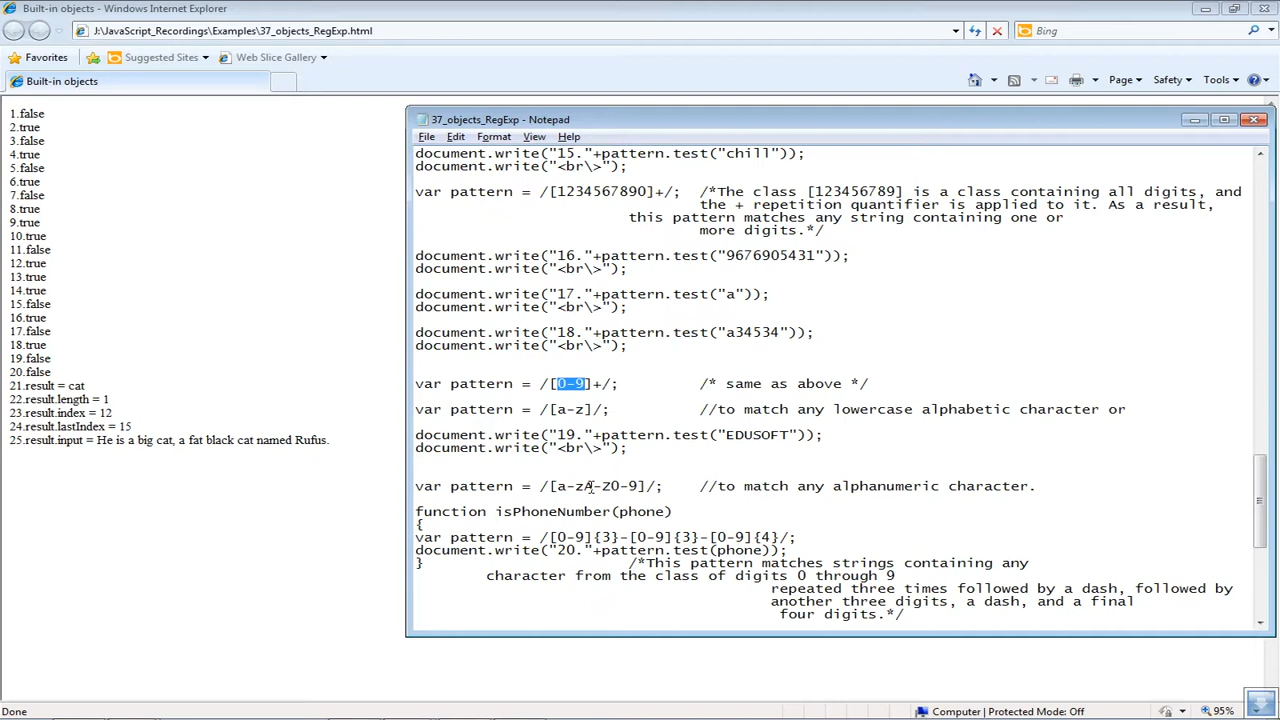 Built-in objects - Windows Internet Explorer
J:\JavaScript_Recordings\Examples\37_objects_RegExp.html
Bing
Favorites
Suggested Sites
Web Slice Gallery
Built-in objects
Page
Safety
Tools
1.false
2.true
3.false
4.true
5.false
6.true
7.false
8.true
9.true
10.true
11.false
12.true
13.true
14.true
15.false
16.true
17.false
18.true
19.false
20.false
21.result = cat
22.result.length = 1
23.result.index = 12
24.result.lastIndex = 15
25.result.input = He is a big cat, a fat black cat named Rufus.
37_objects_RegExp - Notepad
File Edit Format View Help
document.write("15."+pattern.test("chill"));
document.write("<br\>");
var pattern = /[1234567890]+/; /*The class [123456789] is a class containing all digits, and
the + repetition quantifier is applied to it. As a result,
this pattern matches any string containing one or
more digits.*/
document.write("16."+pattern.test("9676905431"));
document.write("<br\>");
document.write("17."+pattern.test("a"));
document.write("<br\>");
document.write("18."+pattern.test("a34534"));
document.write("<br\>");
var pattern = /[0-9]+/; /* same as above */
var pattern = /[a-z]/; //to match any lowercase alphabetic character or
document.write("19."+pattern.test("EDUSOFT"));
document.write("<br\>");
var pattern = /[a-zA-Z0-9]/; //to match any alphanumeric character.
function isPhoneNumber(phone)
{
var pattern = /[0-9]{3}-[0-9]{3}-[0-9]{4}/;
document.write("20."+pattern.test(phone));
} /*This pattern matches strings containing any
character from the class of digits 0 through 9
repeated three times followed by a dash, followed by
another three digits, a dash, and a final
four digits.*/
Done
Computer | Protected Mode: Off
95%